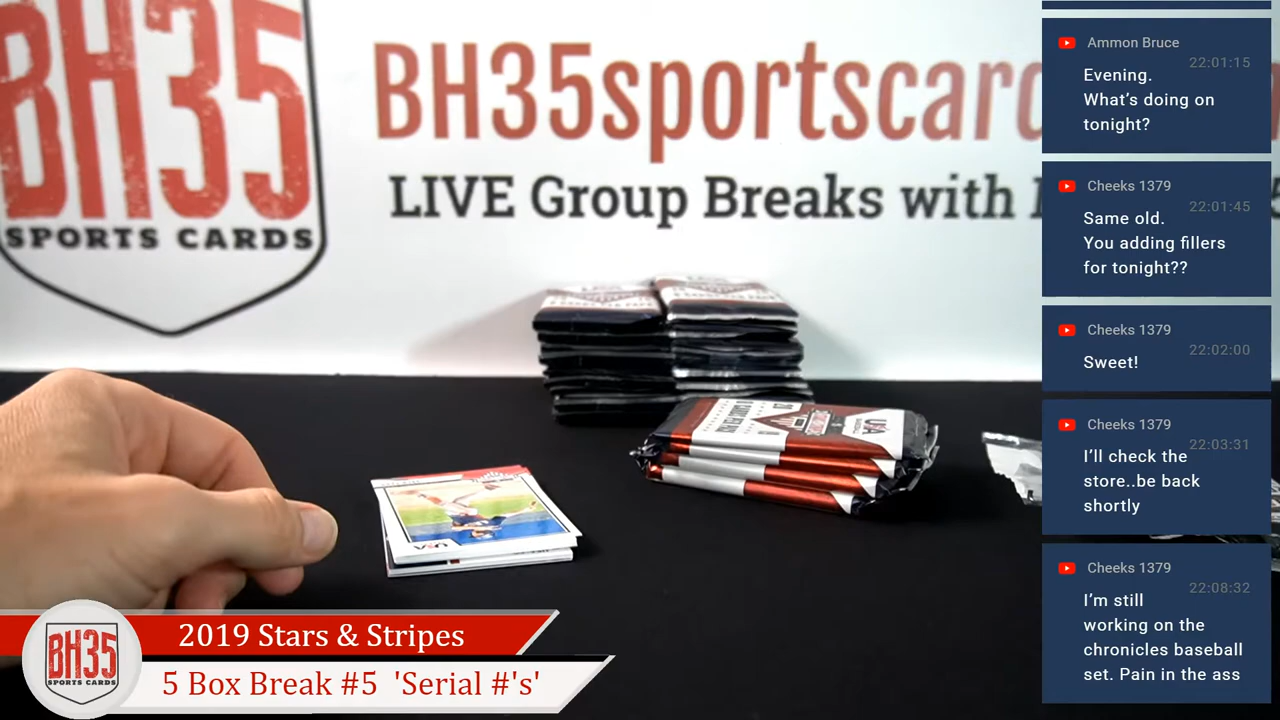 BH35
SPORTS CARDS
BH35sportscard
LIVE Group Breaks with
USA
Ammon Bruce
22:01:15
Evening.
What's doing on
tonight?
Cheeks 1379
22:01:45
Same old.
You adding fillers
for tonight??
Cheeks 1379
22:02:00
Sweet!
Cheeks 1379
22:03:31
I'll check the
store..be back
shortly
Cheeks 1379
22:08:32
I'm still
working on the
chronicles baseball
set. Pain in the ass
BH35
SPORTS CARDS
2019 Stars & Stripes
5 Box Break #5 'Serial #'s'